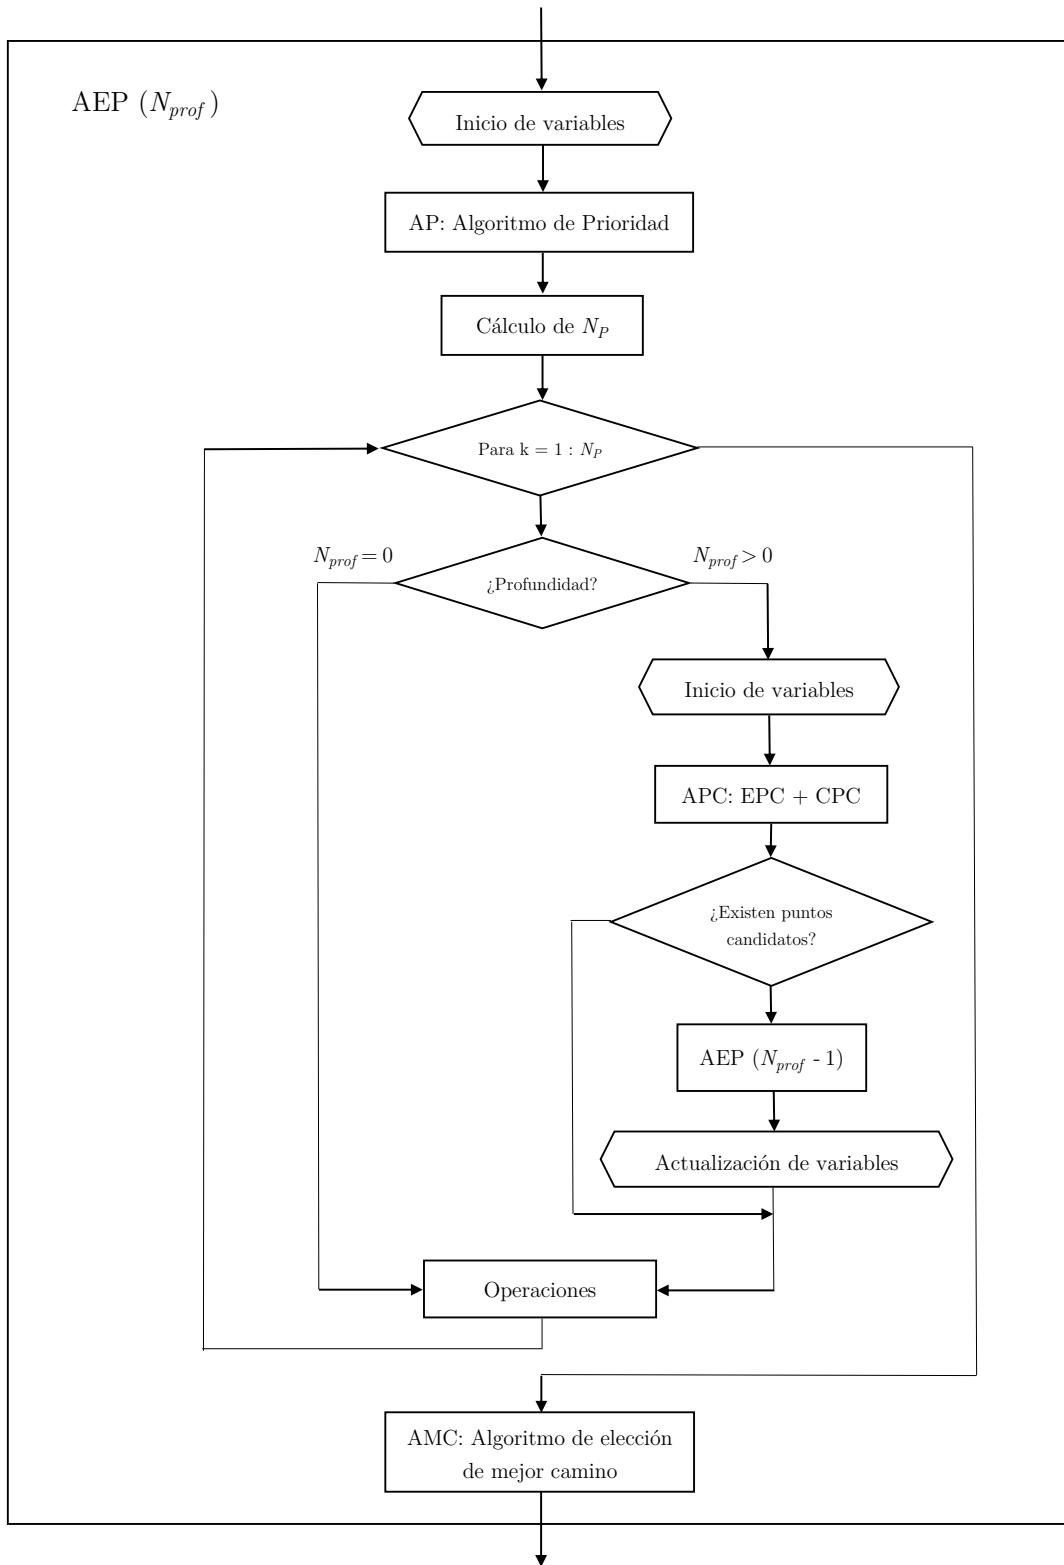 AEP (N_prof)
Inicio de variables
AP: Algoritmo de Prioridad
Cálculo de N_P
Para k = 1 : N_P
N_prof = 0
N_prof > 0
¿Profundidad?
Inicio de variables
APC: EPC + CPC
¿Existen puntos
candidatos?
AEP (N_prof - 1)
Actualización de variables
Operaciones
AMC: Algoritmo de elección
de mejor camino